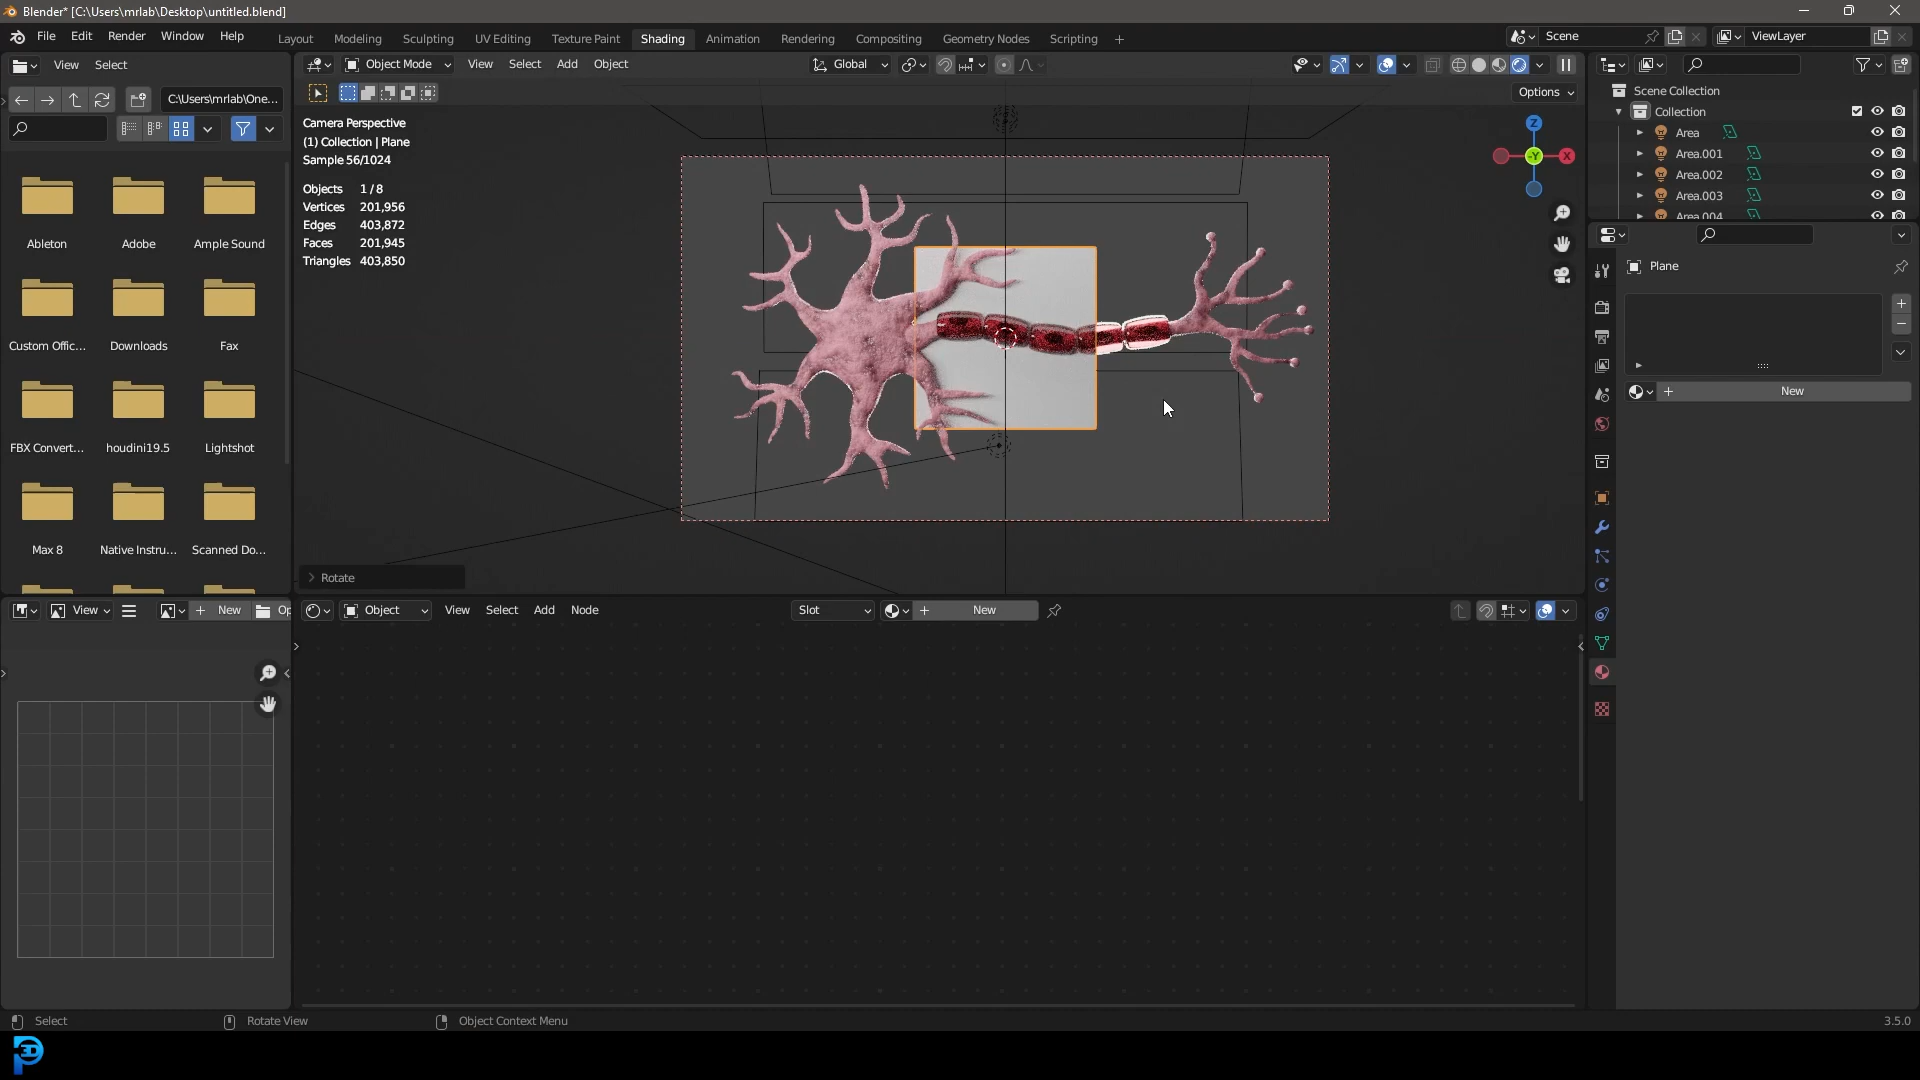 Blender* [C:\Users\mrlab\Desktop\untitled.blend]
File Edit Render Window Help
Layout Modeling Sculpting UV Editing Texture Paint Shading Animation Rendering Compositing Geometry Nodes Scripting +
Scene
ViewLayer
View Select
Object Mode View Select Add Object
Global
C:\Users\mrlab\One...
Options
Camera Perspective
(1) Collection | Plane
Sample 56/1024
Objects 1/8
Vertices 201,956
Edges 403,872
Faces 201,945
Triangles 403,850
Z
-Y
X
Scene Collection
Collection
Area
Area.001
Area.002
Area.003
Area.004
Plane
+ New
Ableton Adobe Ample Sound
Custom Offic... Downloads Fax
FBX Convert... houdini19.5 Lightshot
Max 8 Native Instru... Scanned Do...
Rotate
View + New Op
Object View Select Add Node
Slot
+ New
Select
Rotate View
Object Context Menu
3.5.0